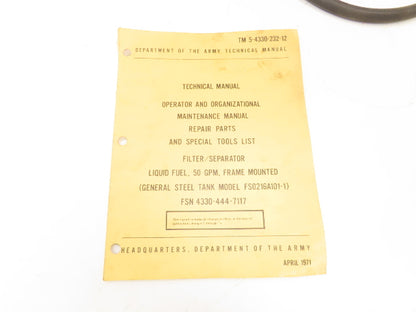 TM 5-4330-232-12
DEPARTMENT OF THE ARMY TECHNICAL MANUAL
TECHNICAL MANUAL
OPERATOR AND ORGANIZATIONAL
MAINTENANCE MANUAL
REPAIR PARTS
AND SPECIAL TOOLS LIST
FILTER/SEPARATOR
LIQUID FUEL, 50 GPM, FRAME MOUNTED
(GENERAL STEEL TANK MODEL FS0216A101-1)
FSN 4330-444-7117
HEADQUARTERS, DEPARTMENT OF THE ARMY
APRIL 1971